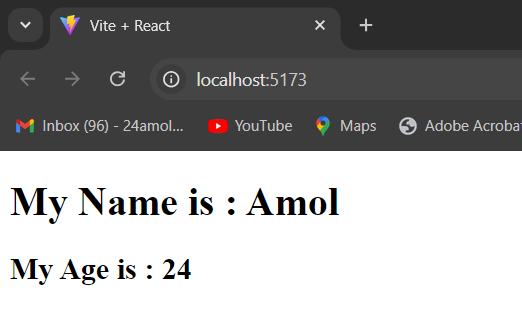 Vite + React
localhost:5173
Inbox (96) - 24amol... YouTube Maps Adobe Acrobat
My Name is : Amol
My Age is : 24